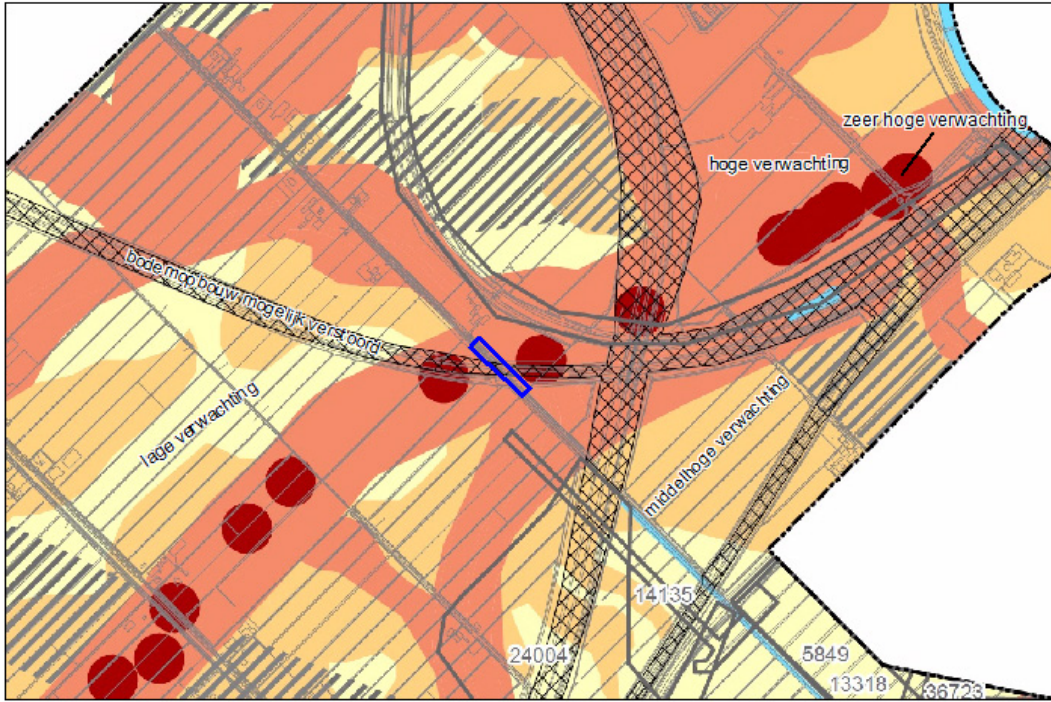 zeer hoge verwachting
hoge verwachting
bodemopbouw mogelijk verstoord
lage verwachting
middelhoge verwachting
14135
24004
5849
13318
36723